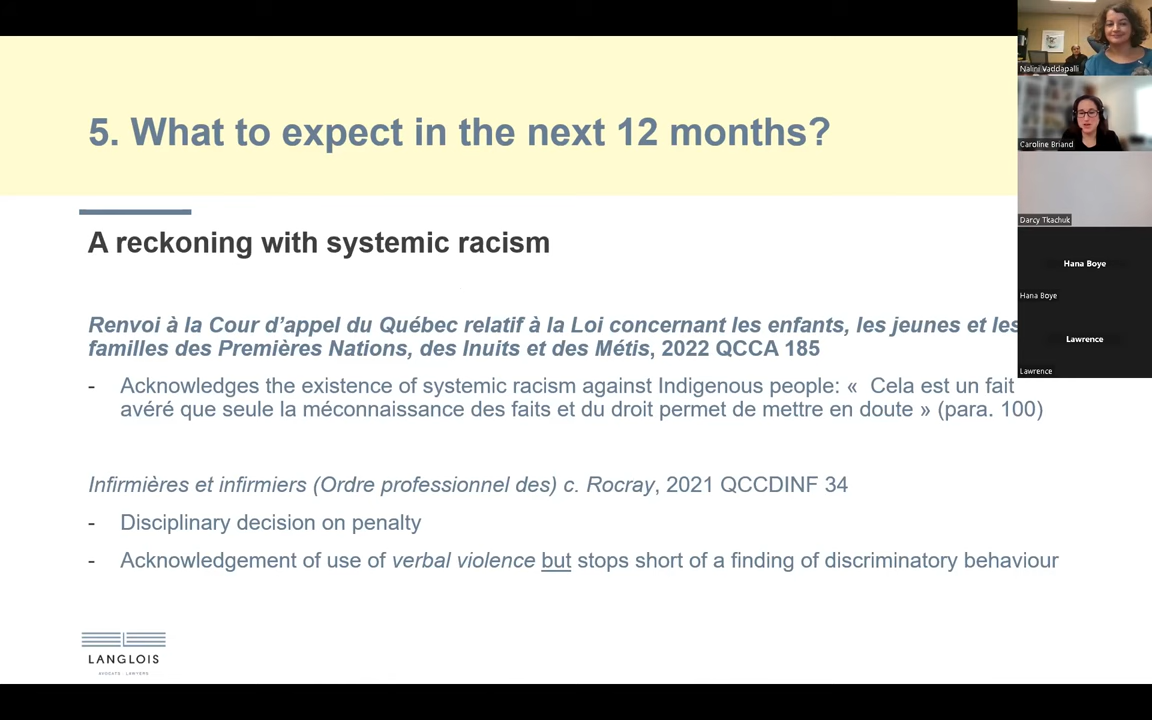 5. What to expect in the next 12 months?
A reckoning with systemic racism
Renvoi à la Cour d’appel du Québec relatif à la Loi concernant les enfants, les jeunes et les
familles des Premières Nations, des Inuits et des Métis, 2022 QCCA 185
- Acknowledges the existence of systemic racism against Indigenous people: «  Cela est un fait
avéré que seule la méconnaissance des faits et du droit permet de mettre en doute » (para. 100)
Infirmières et infirmiers (Ordre professionnel des) c. Rocray, 2021 QCCDINF 34
- Disciplinary decision on penalty
- Acknowledgement of use of verbal violence but stops short of a finding of discriminatory behaviour
LANGLOIS
AVOCATS · LAWYERS
Nalini Vaddapalli
Caroline Briand
Darcy Tkachuk
Hana Boye
Hana Boye
Lawrence
Lawrence